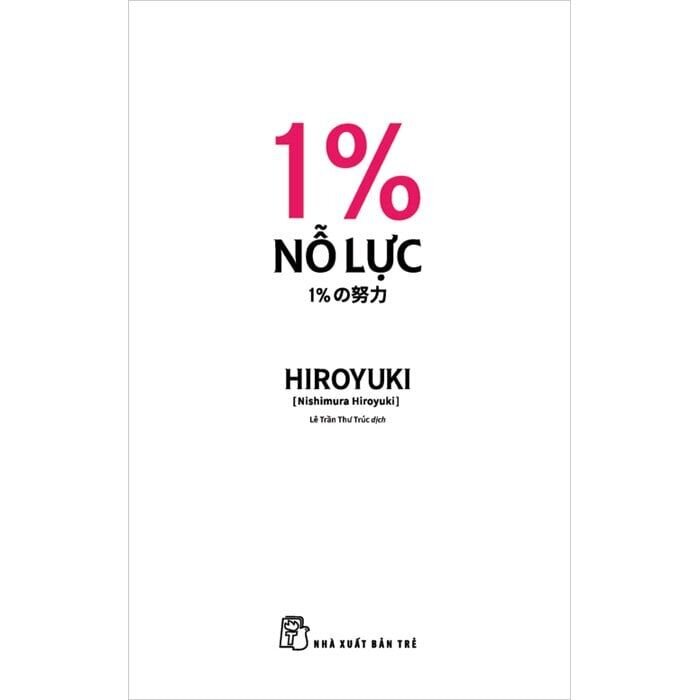 1%
NỖ LỰC
1%の努力
HIROYUKI
[Nishimura Hiroyuki]
Lê Trần Thư Trúc dịch
NHÀ XUẤT BẢN TRẺ